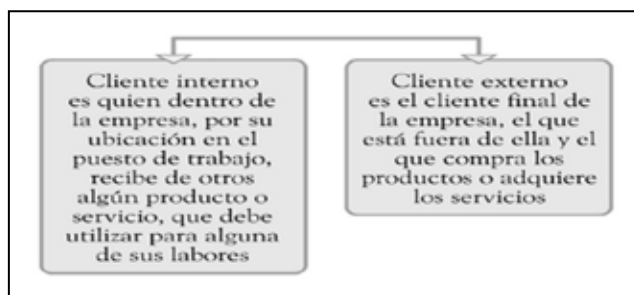 Cliente interno
es quien dentro de
la empresa, por su
ubicación en el
puesto de trabajo,
recibe de otros
algún producto o
servicio, que debe
utilizar para alguna
de sus labores
Cliente externo
es el cliente final de
la empresa, el que
está fuera de ella y el
que compra los
productos o adquiere
los servicios